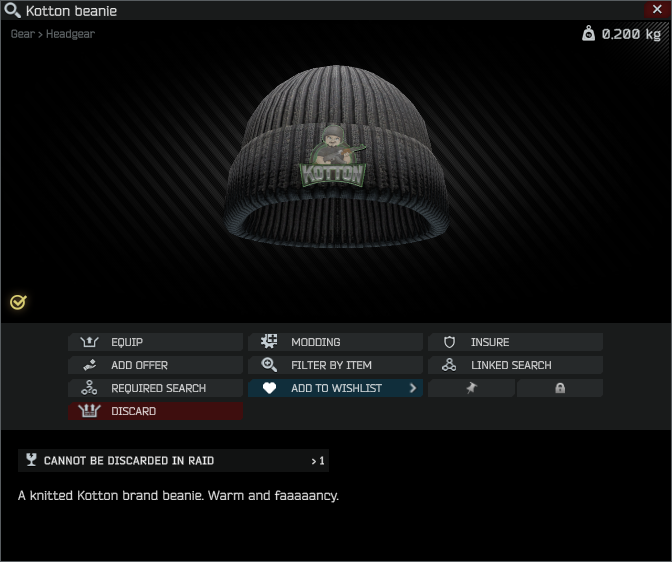 Kotton beanie
Gear > Headgear
0.200 kg
KOTTON
EQUIP
MODDING
INSURE
ADD OFFER
FILTER BY ITEM
LINKED SEARCH
REQUIRED SEARCH
ADD TO WISHLIST
DISCARD
CANNOT BE DISCARDED IN RAID > 1
A knitted Kotton brand beanie. Warm and faaaaancy.